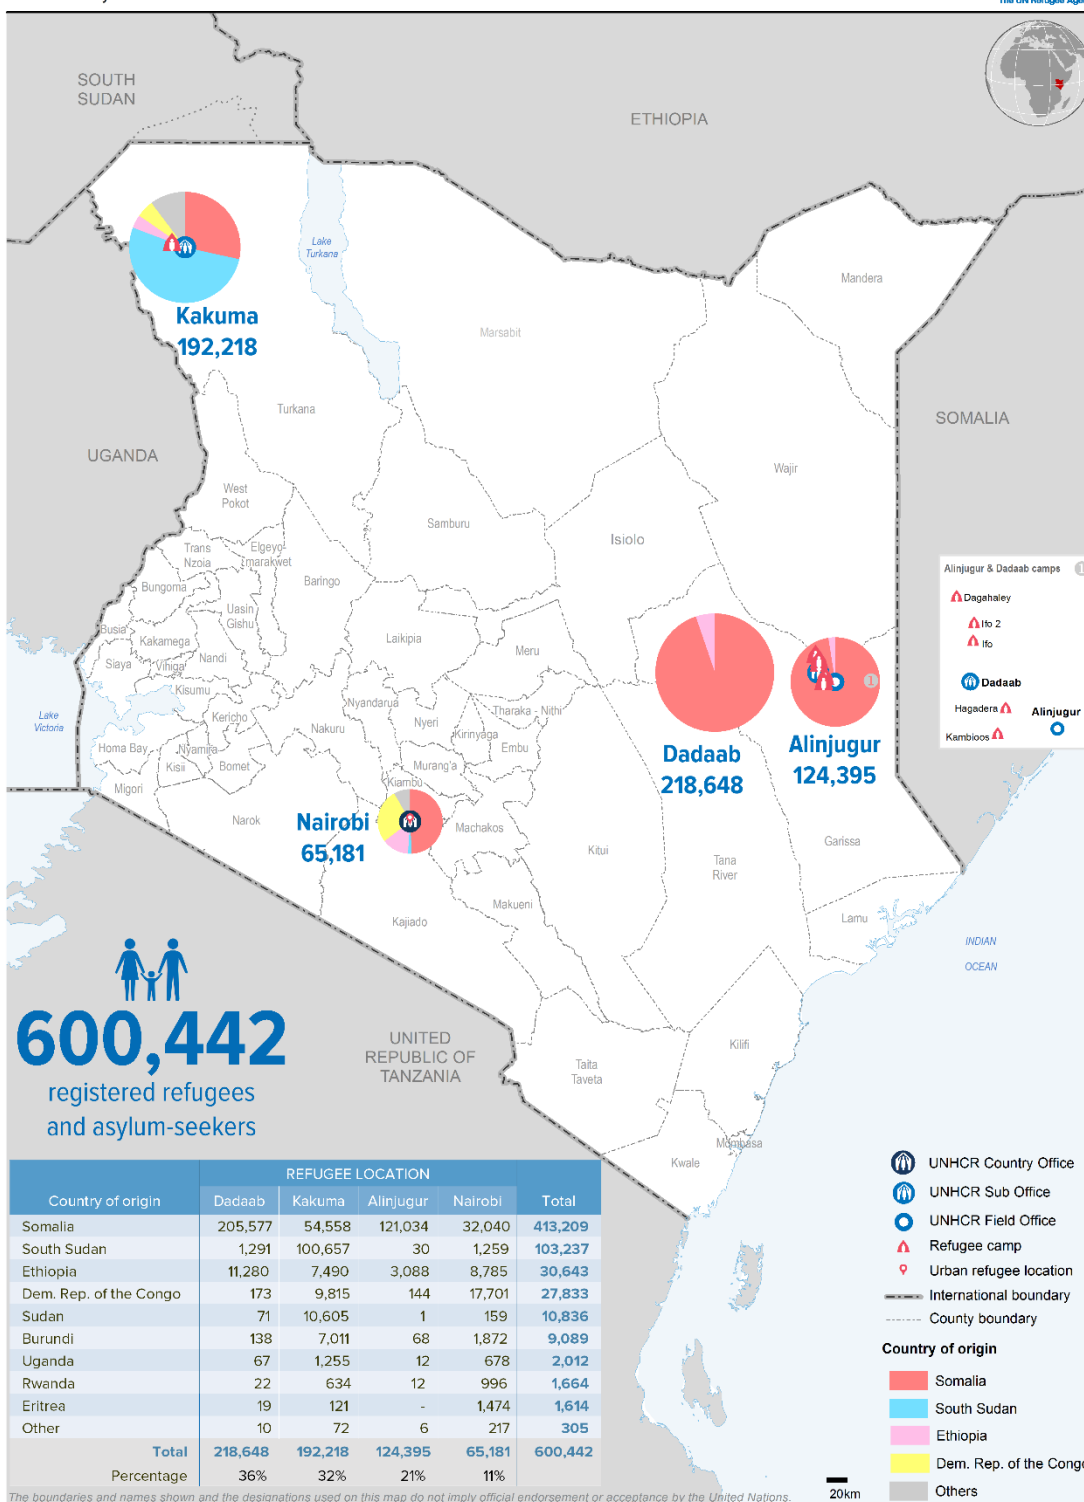 The UN Refugee Agen
SOUTH
SUDAN
ETHIOPIA
Lake
Turkana
Mandera
Kakuma
192,218
Marsabit
Turkana
SOMALIA
UGANDA
Wajir
West
Pokot
Samburu
Isiolo
Trans
Nzoia
Elgeyo-
marakwet
Baringo
Bungoma
Uasin
Gishu
Busia
Kakamega
Laikipia
Meru
Siaya
Vihiga
Nandi
Kisumu
Nyandarua
Tharaka - Nithi
Lake
Victoria
Kericho
Nakuru
Nyeri
Kirinyaga
Embu
Homa Bay
Nyamira
Kisii
Bomet
Murang'a
Kiambu
Migori
Narok
Nairobi
65,181
Machakos
Dadaab
218,648
Alinjugur
124,395
1
Alinjugur & Dadaab camps 1
Dagahaley
Ifo 2
Ifo
Dadaab
Hagadera
Alinjugur
Kambioos
Kitui
Tana
River
Garissa
Makueni
Kajiado
Lamu
INDIAN
OCEAN
600,442
registered refugees
and asylum-seekers
UNITED
REPUBLIC OF
TANZANIA
Taita
Taveta
Kilifi
Mombasa
Kwale
REFUGEE LOCATION
Country of origin Dadaab Kakuma Alinjugur Nairobi Total
Somalia 205,577 54,558 121,034 32,040 413,209
South Sudan 1,291 100,657 30 1,259 103,237
Ethiopia 11,280 7,490 3,088 8,785 30,643
Dem. Rep. of the Congo 173 9,815 144 17,701 27,833
Sudan 71 10,605 1 159 10,836
Burundi 138 7,011 68 1,872 9,089
Uganda 67 1,255 12 678 2,012
Rwanda 22 634 12 996 1,664
Eritrea 19 121 - 1,474 1,614
Other 10 72 6 217 305
Total 218,648 192,218 124,395 65,181 600,442
Percentage 36% 32% 21% 11%
UNHCR Country Office
UNHCR Sub Office
UNHCR Field Office
Refugee camp
Urban refugee location
International boundary
County boundary
Country of origin
Somalia
South Sudan
Ethiopia
Dem. Rep. of the Congo
Others
20km
The boundaries and names shown and the designations used on this map do not imply official endorsement or acceptance by the United Nations.